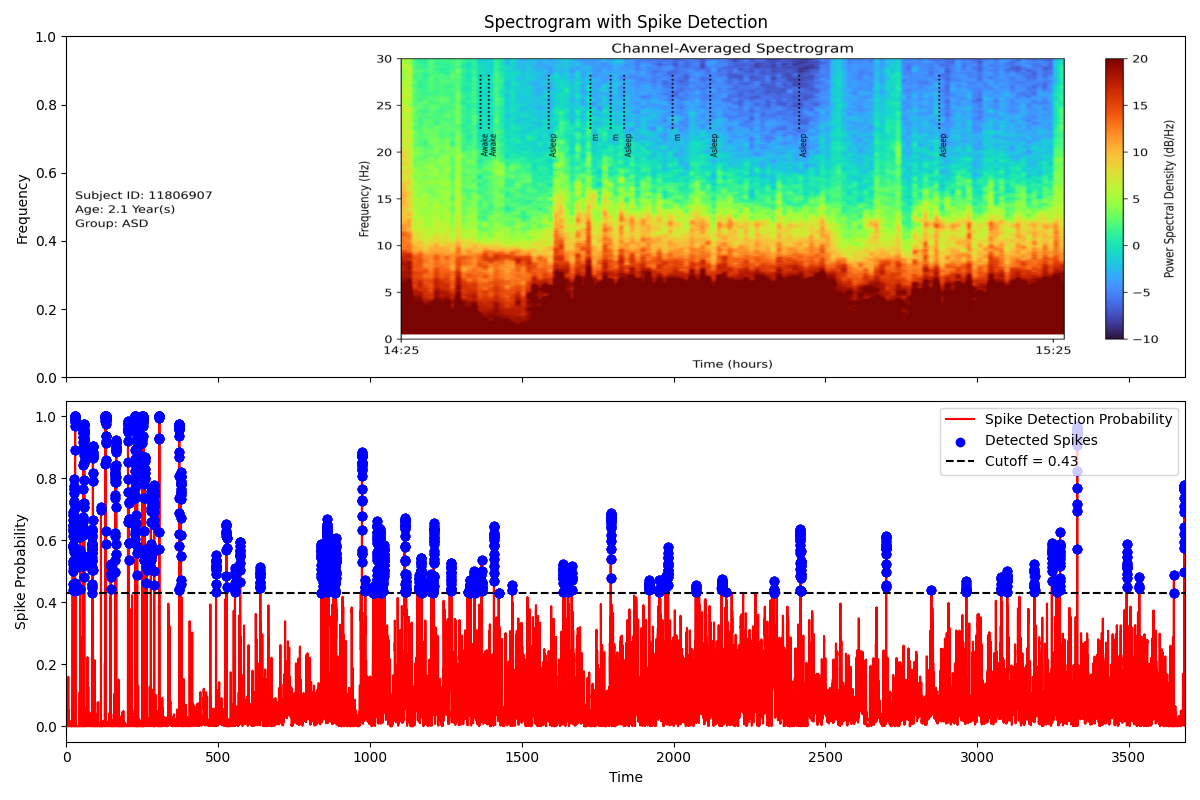 Spectrogram with Spike Detection
Channel-Averaged Spectrogram
Frequency
1.0
0.8
0.6
0.4
0.2
0.0
Subject ID: 11806907
Age: 2.1 Year(s)
Group: ASD
Frequency (Hz)
30
25
20
15
10
5
0
Awake
Awake
Asleep
m
m
Asleep
m
Asleep
Asleep
Asleep
14:25
15:25
Time (hours)
20
15
10
5
0
−5
−10
Power Spectral Density (dB/Hz)
Spike Probability
1.0
0.8
0.6
0.4
0.2
0.0
Spike Detection Probability
Detected Spikes
Cutoff = 0.43
0
500
1000
1500
2000
2500
3000
3500
Time